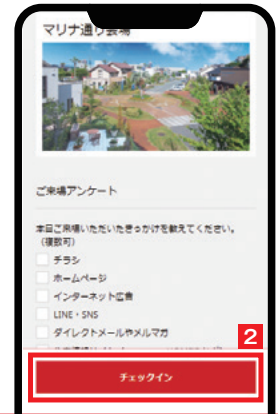 マリナ通り会場
ご来場アンケート
本日ご来場いただいたきっかけを教えてください。
（複数可）
チラシ
ホームページ
インターネット広告
LINE・SNS
ダイレクトメールやメルマガ
2
チェックイン